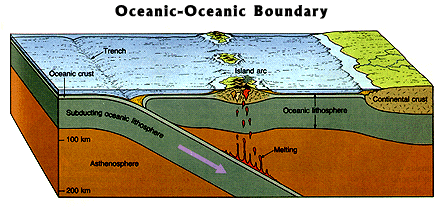 Oceanic-Oceanic Boundary
Trench
Oceanic crust
Island arc
Continental crust
Subducting oceanic lithosphere
Oceanic lithosphere
100 km
Melting
Asthenosphere
200 km